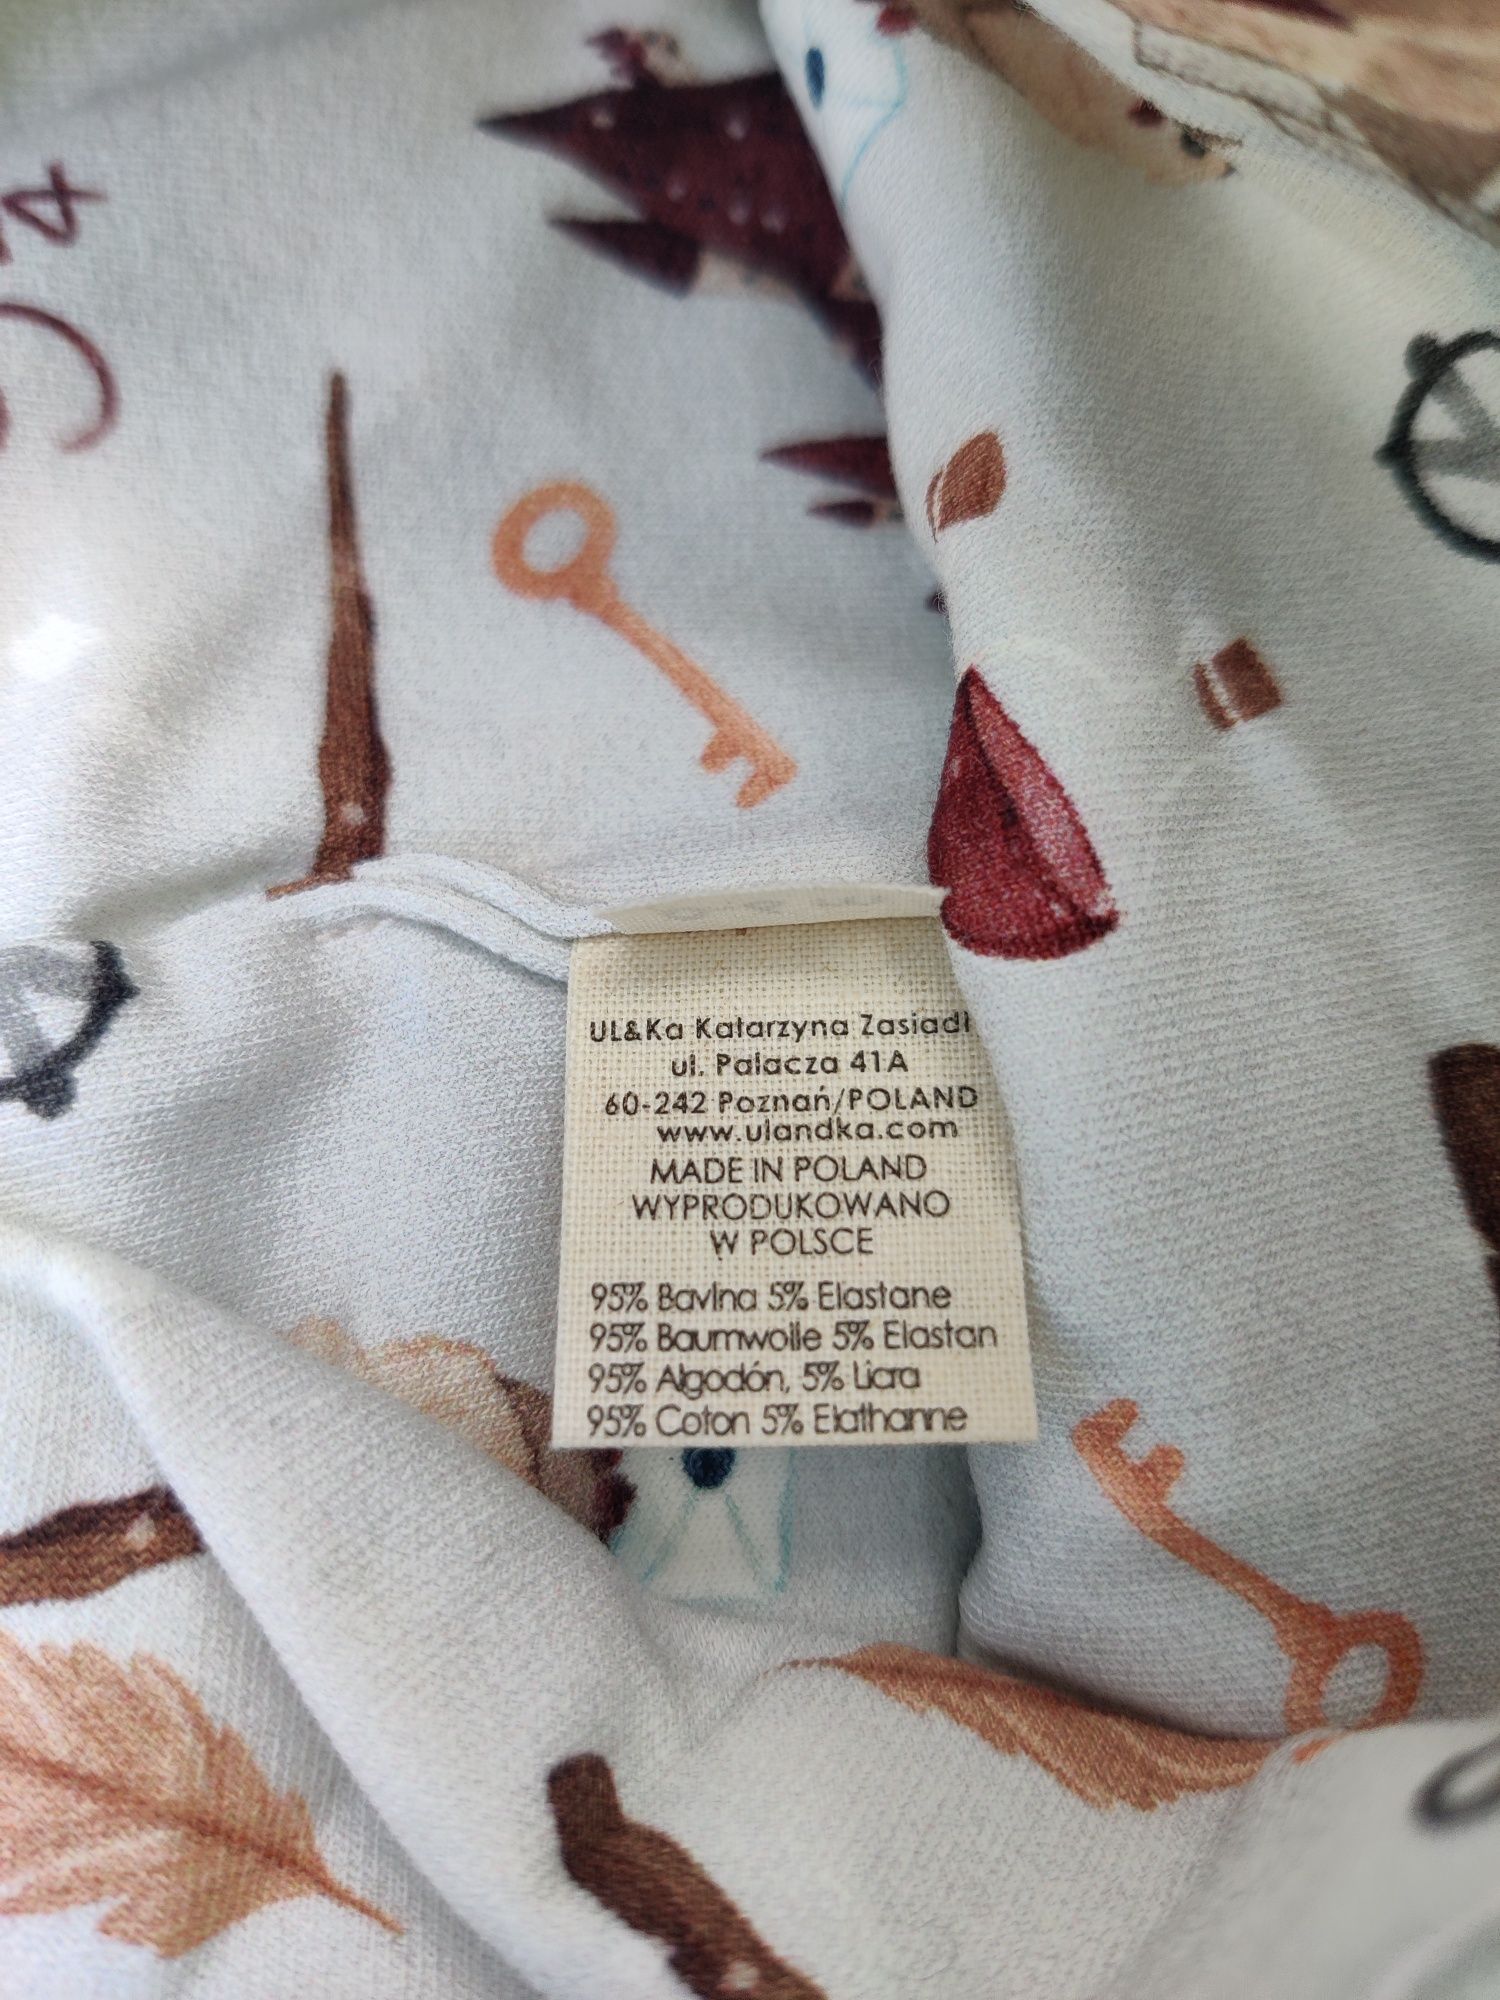 UL&Ka Katarzyna Zasiadł
ul. Palacza 41A
60-242 Poznań/POLAND
www.ulandka.com
MADE IN POLAND
WYPRODUKOWANO
W POLSCE
95% Bavlna 5% Elastane
95% Baumwolle 5% Elastan
95% Algodón, 5% Licra
95% Coton 5% Elathanne